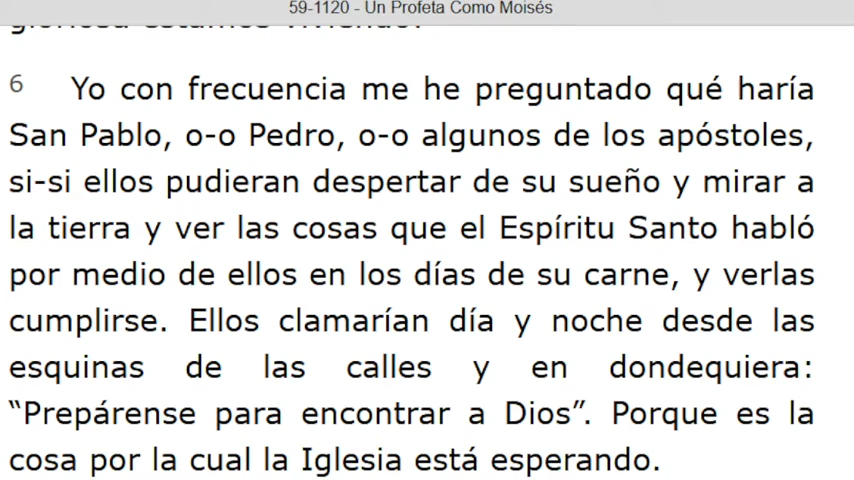 59-1120 - Un Profeta Como Moisés
gloriosa estamos viviendo.
6 Yo con frecuencia me he preguntado qué haría
San Pablo, o-o Pedro, o-o algunos de los apóstoles,
si-si ellos pudieran despertar de su sueño y mirar a
la tierra y ver las cosas que el Espíritu Santo habló
por medio de ellos en los días de su carne, y verlas
cumplirse. Ellos clamarían día y noche desde las
esquinas de las calles y en dondequiera:
“Prepárense para encontrar a Dios”. Porque es la
cosa por la cual la Iglesia está esperando.